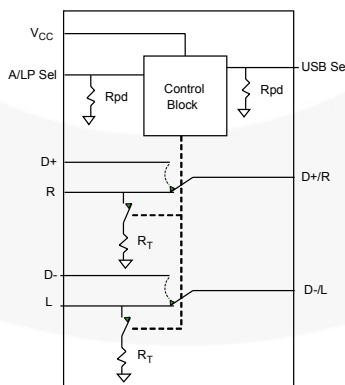 VCC
A/LP Sel
Rpd
Control
Block
Rpd
USB Se
D+
R
D+/R
RT
D-
L
D-/L
RT